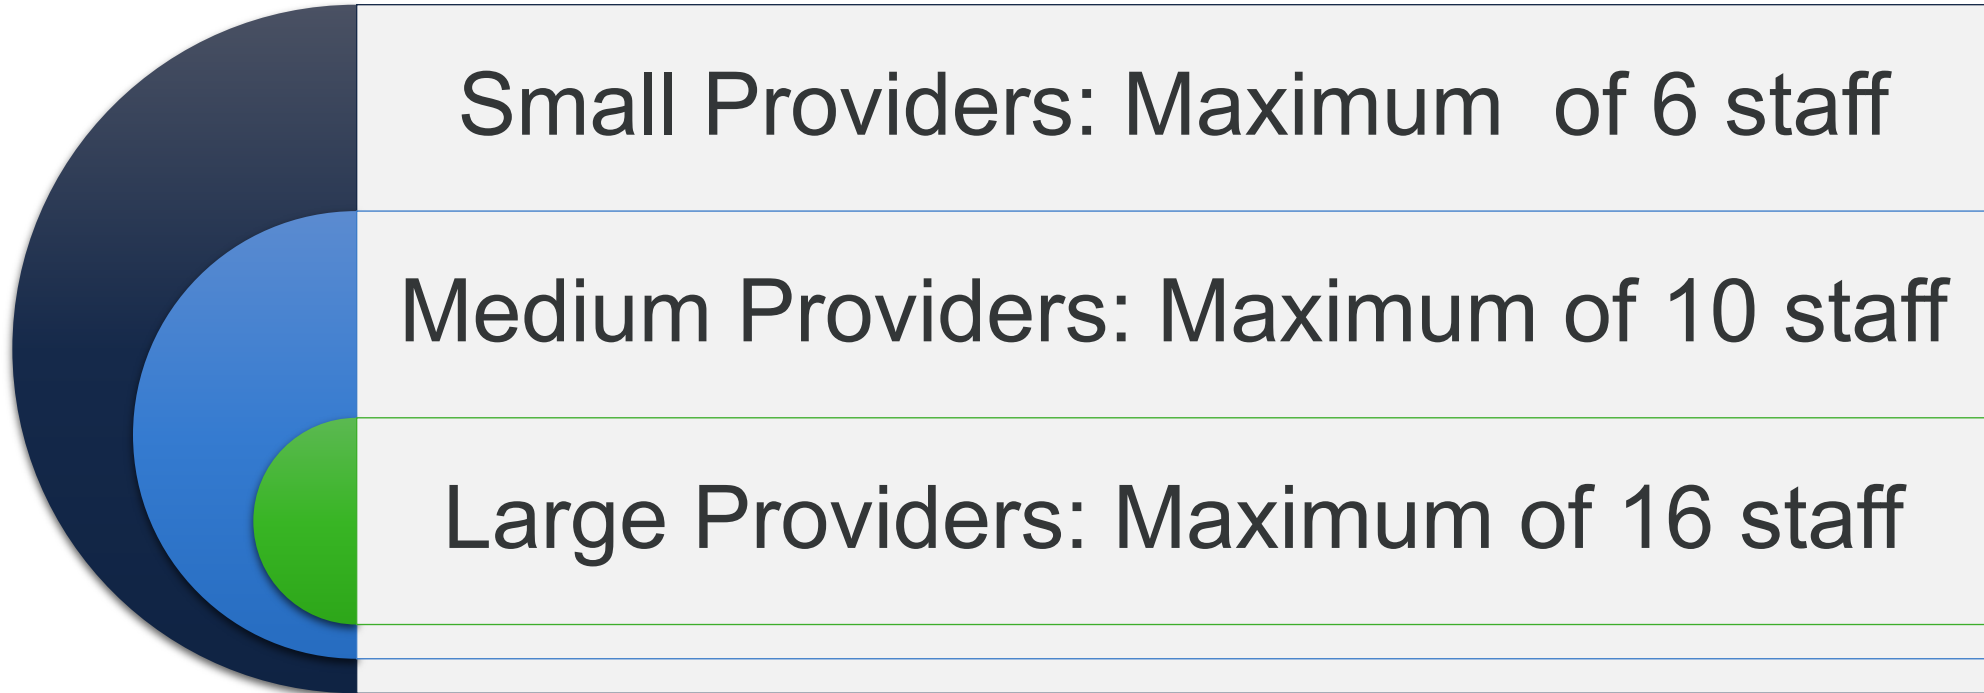 Small Providers: Maximum  of 6 staff
Medium Providers: Maximum of 10 staff
Large Providers: Maximum of 16 staff